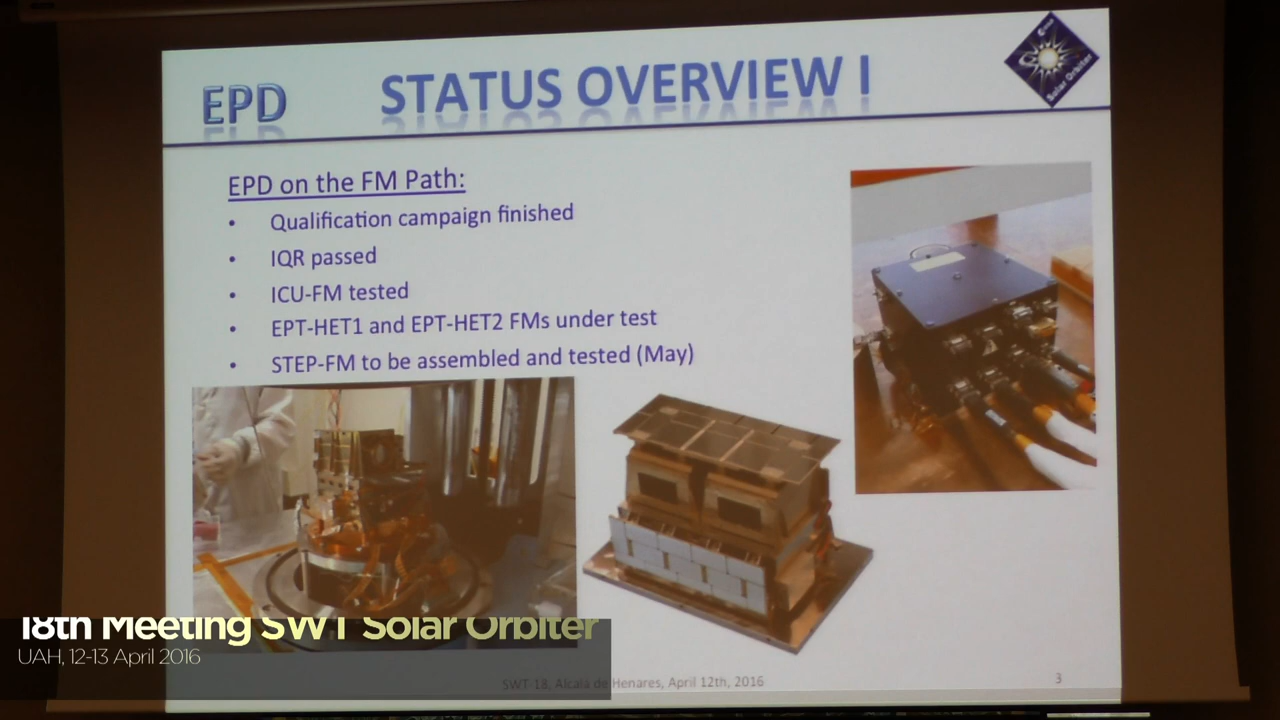 EPD
STATUS OVERVIEW I
Solar Orbiter
EPD on the FM Path:
• Qualification campaign finished
• IQR passed
• ICU-FM tested
• EPT-HET1 and EPT-HET2 FMs under test
• STEP-FM to be assembled and tested (May)
18th Meeting SWT Solar Orbiter
UAH, 12-13 April 2016
SWT-18, Alcalá de Henares, April 12th, 2016
3